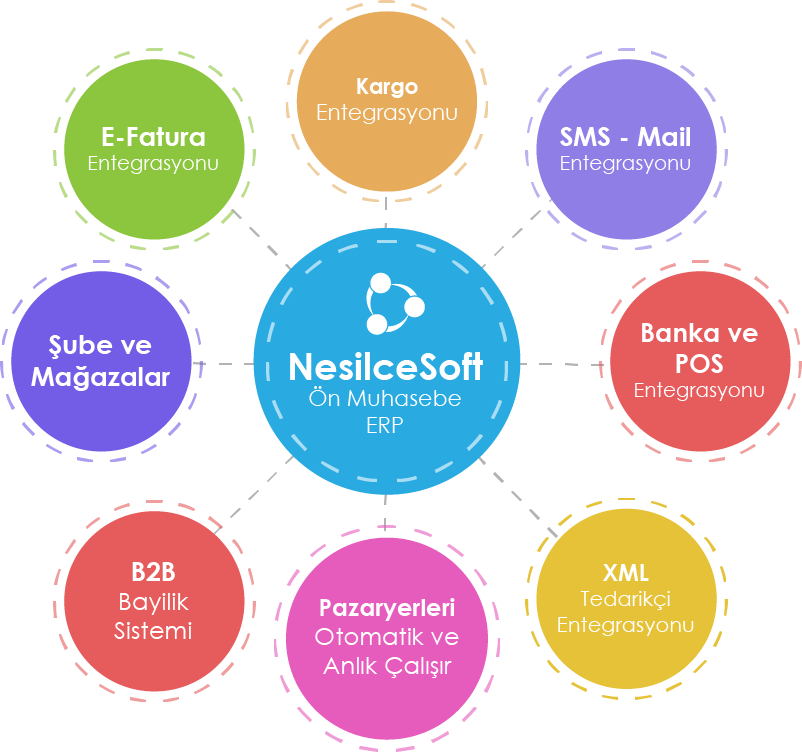 Kargo
Entegrasyonu
E-Fatura
Entegrasyonu
SMS - Mail
Entegrasyonu
Şube ve
Mağazalar
NesilceSoft
Ön Muhasebe
ERP
Banka ve
POS
Entegrasyonu
B2B
Bayilik
Sistemi
Pazaryerleri
Otomatik ve
Anlık Çalışır
XML
Tedarikçi
Entegrasyonu